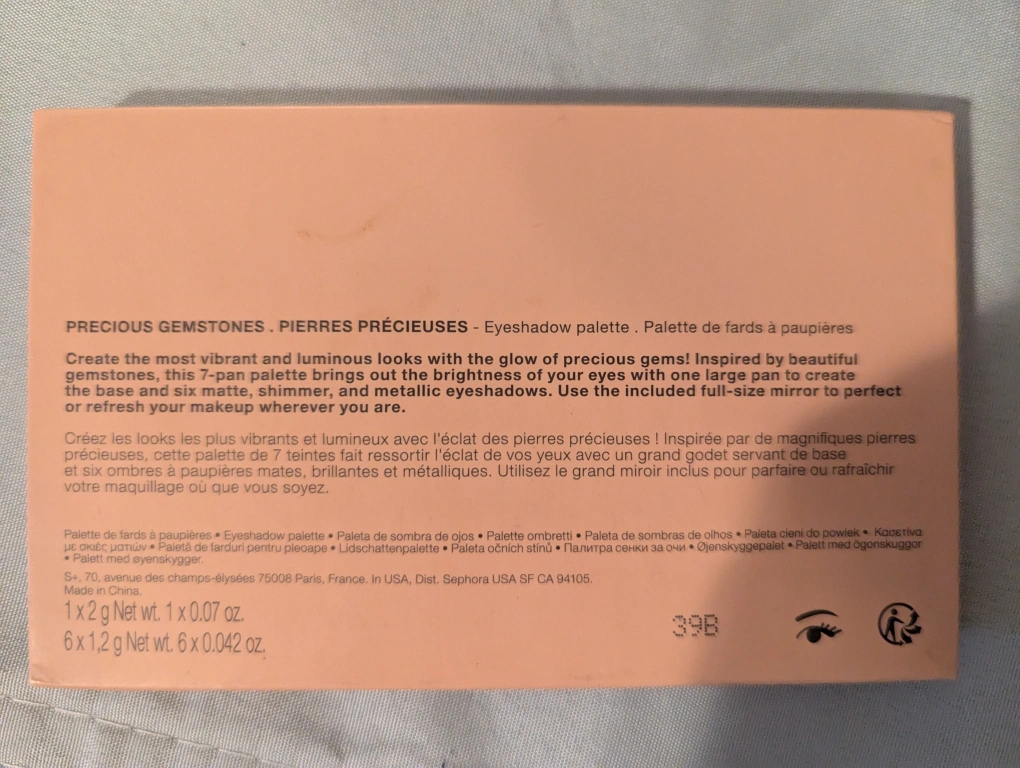 PRECIOUS GEMSTONES . PIERRES PRÉCIEUSES - Eyeshadow palette . Palette de fards à paupières
Create the most vibrant and luminous looks with the glow of precious gems! Inspired by beautiful
gemstones, this 7-pan palette brings out the brightness of your eyes with one large pan to create
the base and six matte, shimmer, and metallic eyeshadows. Use the included full-size mirror to perfect
or refresh your makeup wherever you are.
Créez les looks les plus vibrants et lumineux avec l'éclat des pierres précieuses ! Inspirée par de magnifiques pierres
précieuses, cette palette de 7 teintes fait ressortir l'éclat de vos yeux avec un grand godet servant de base
et six ombres à paupières mates, brillantes et métalliques. Utilisez le grand miroir inclus pour parfaire ou rafraîchir
votre maquillage où que vous soyez.
Palette de fards à paupières • Eyeshadow palette • Paleta de sombra de ojos • Palette ombretti • Paleta de sombras de olhos • Paleta cieni do powiek • Κασετίνα
με σκιές ματιών • Paletă de farduri pentru pleoape • Lidschattenpalette • Paleta očních stínů • Палитра сенки за очи • Øjenskyggepalet • Palett med ögonskuggor
• Palett med øyenskygger.
S+, 70, avenue des champs-élysées 75008 Paris, France. In USA, Dist. Sephora USA SF CA 94105.
Made in China.
1 x 2 g Net wt. 1 x 0.07 oz.
6 x 1,2 g Net wt. 6 x 0.042 oz.
39B